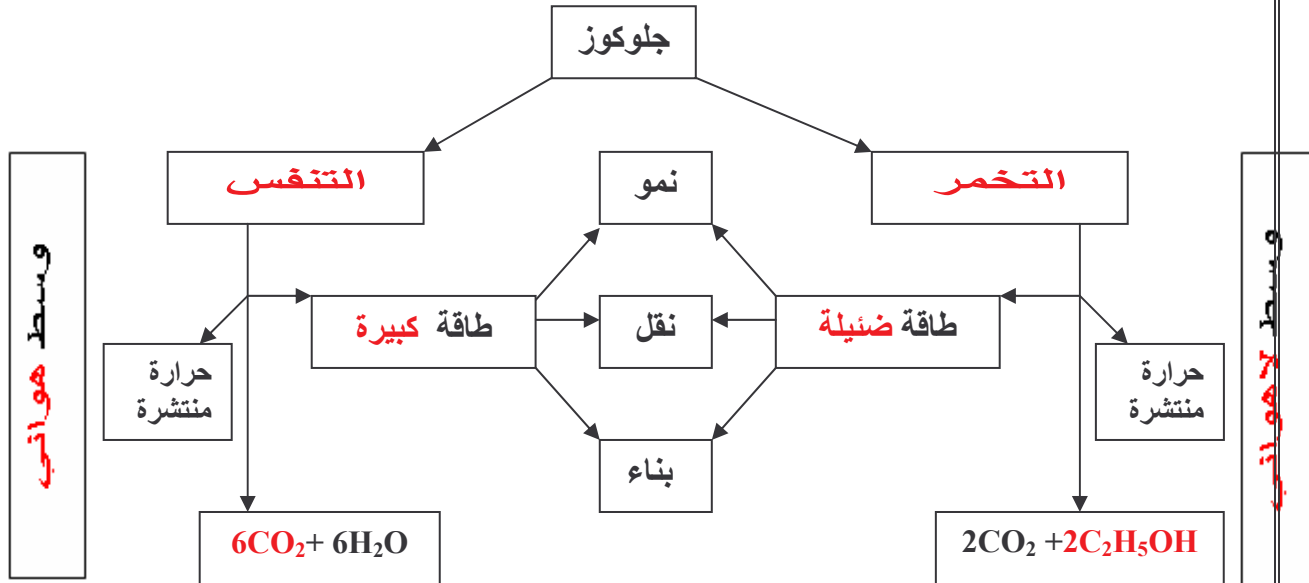 جلوكوز
التخمر
نمو
التنفس
وسط لاهوائي
وسط هوائي
طاقة ضئيلة
نقل
طاقة كبيرة
حرارة
منتشرة
حرارة
منتشرة
بناء
2CO₂ +2C₂H₅OH
6CO₂+ 6H₂O